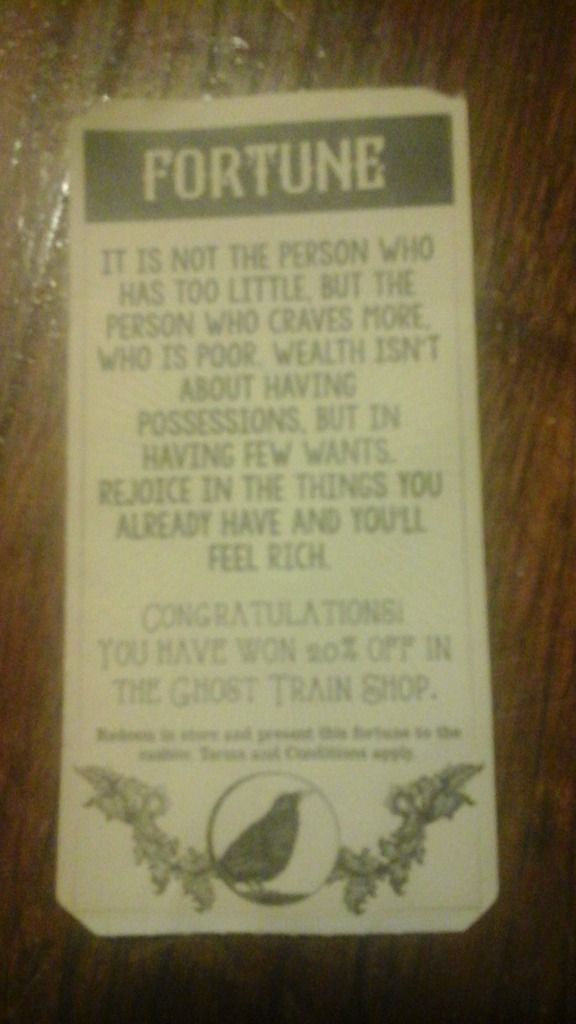 FORTUNE
IT IS NOT THE PERSON WHO
HAS TOO LITTLE, BUT THE
PERSON WHO CRAVES MORE,
WHO IS POOR. WEALTH ISN'T
ABOUT HAVING
POSSESSIONS, BUT IN
HAVING FEW WANTS.
REJOICE IN THE THINGS YOU
ALREADY HAVE AND YOU'LL
FEEL RICH.
CONGRATULATIONS!
YOU HAVE WON 20% OFF IN
THE GHOST TRAIN SHOP.
Redeem in store and present this fortune to the
cashier. Terms and Conditions apply.